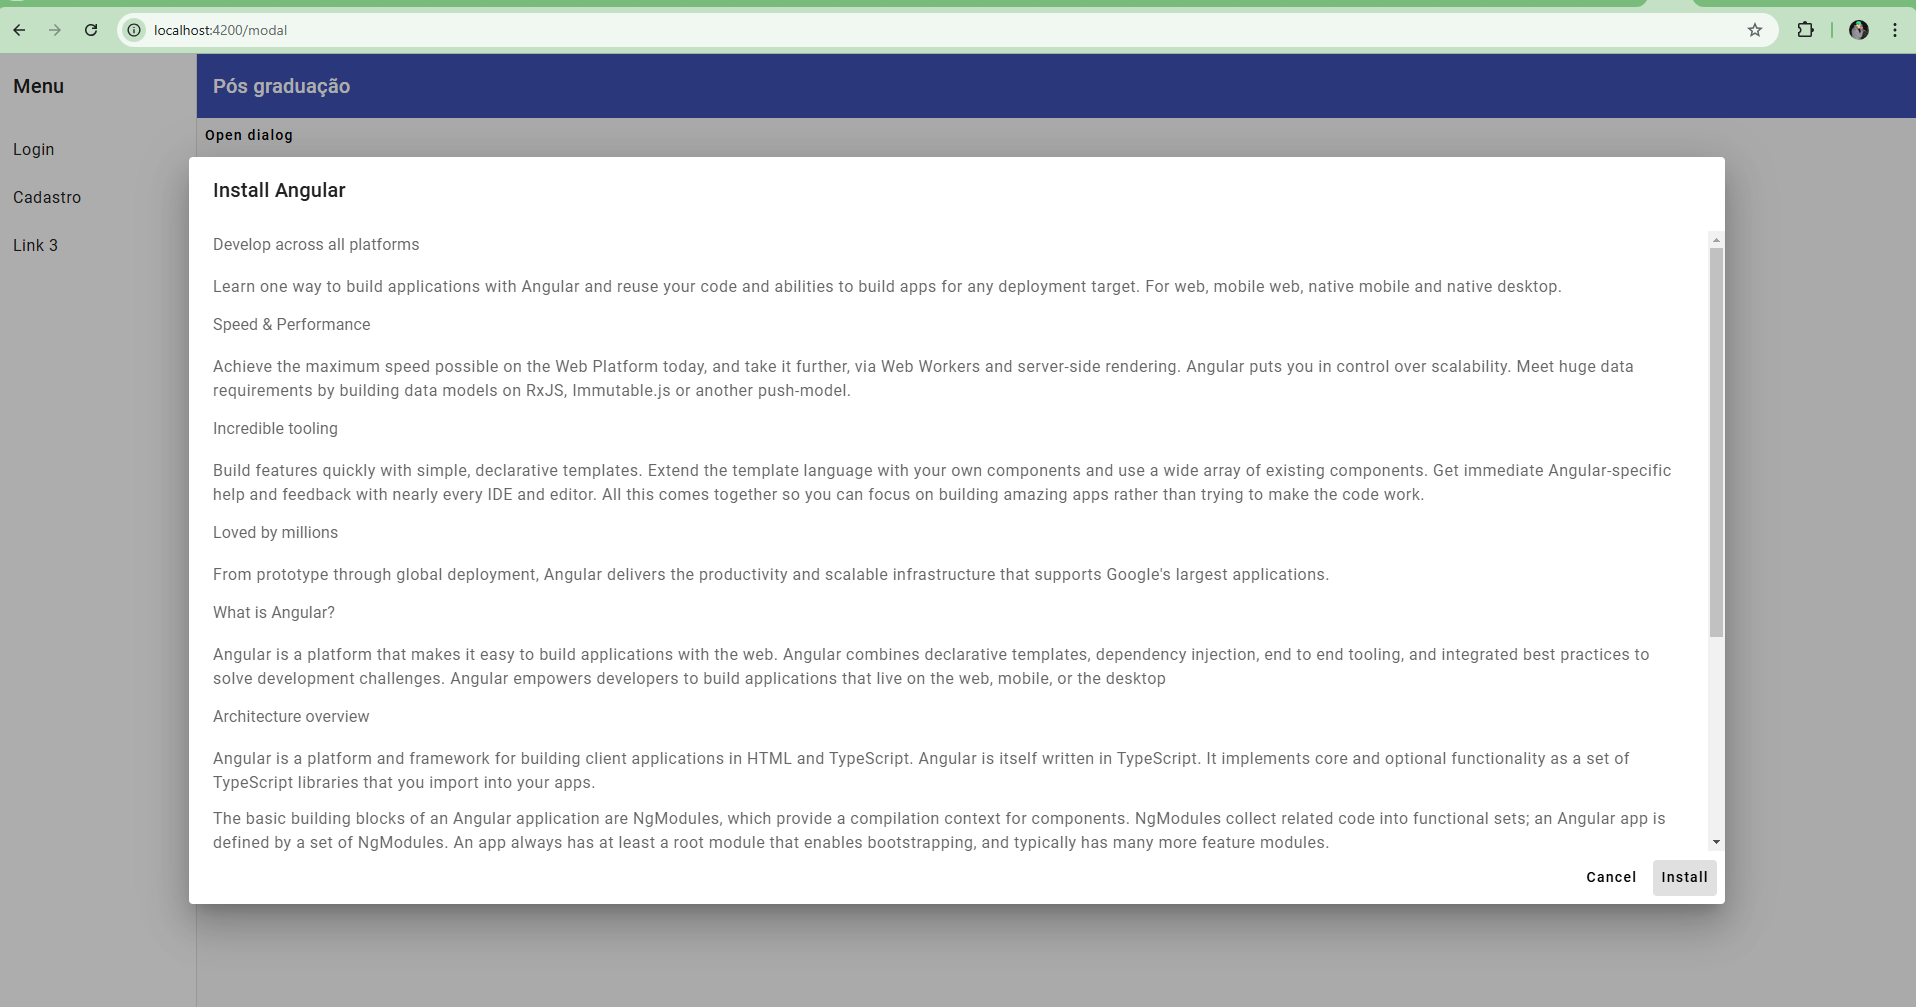 localhost:4200/modal
Menu
Pós graduação
Open dialog
Login
Cadastro
Link 3
Install Angular
Develop across all platforms
Learn one way to build applications with Angular and reuse your code and abilities to build apps for any deployment target. For web, mobile web, native mobile and native desktop.
Speed & Performance
Achieve the maximum speed possible on the Web Platform today, and take it further, via Web Workers and server-side rendering. Angular puts you in control over scalability. Meet huge data
requirements by building data models on RxJS, Immutable.js or another push-model.
Incredible tooling
Build features quickly with simple, declarative templates. Extend the template language with your own components and use a wide array of existing components. Get immediate Angular-specific
help and feedback with nearly every IDE and editor. All this comes together so you can focus on building amazing apps rather than trying to make the code work.
Loved by millions
From prototype through global deployment, Angular delivers the productivity and scalable infrastructure that supports Google's largest applications.
What is Angular?
Angular is a platform that makes it easy to build applications with the web. Angular combines declarative templates, dependency injection, end to end tooling, and integrated best practices to
solve development challenges. Angular empowers developers to build applications that live on the web, mobile, or the desktop
Architecture overview
Angular is a platform and framework for building client applications in HTML and TypeScript. Angular is itself written in TypeScript. It implements core and optional functionality as a set of
TypeScript libraries that you import into your apps.
The basic building blocks of an Angular application are NgModules, which provide a compilation context for components. NgModules collect related code into functional sets; an Angular app is
defined by a set of NgModules. An app always has at least a root module that enables bootstrapping, and typically has many more feature modules.
Cancel
Install